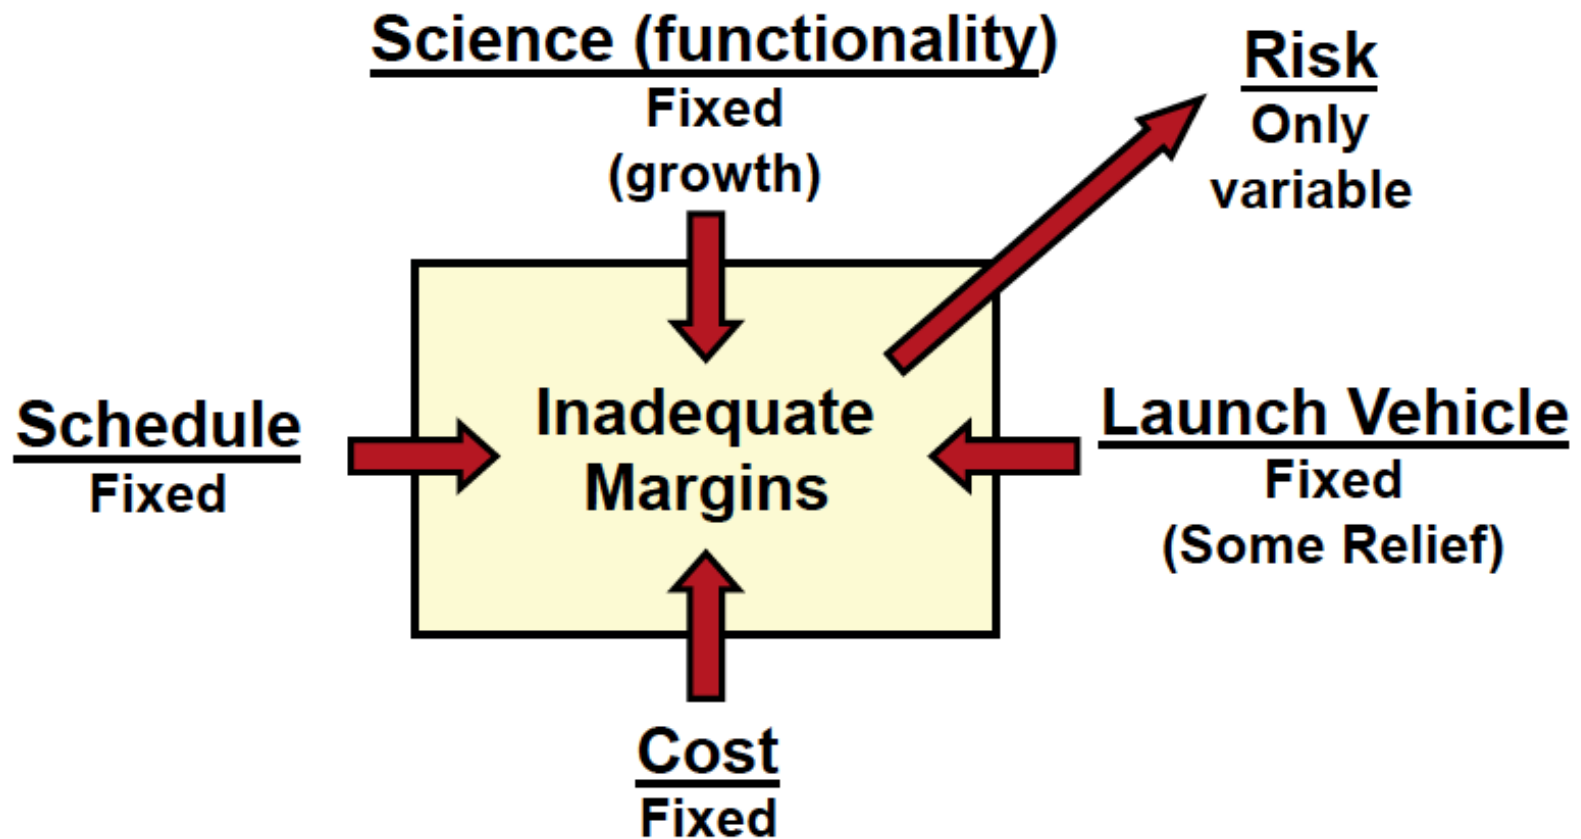 Science (functionality)
Fixed
(growth)
Risk
Only
variable
Schedule
Fixed
Inadequate
Margins
Launch Vehicle
Fixed
(Some Relief)
Cost
Fixed